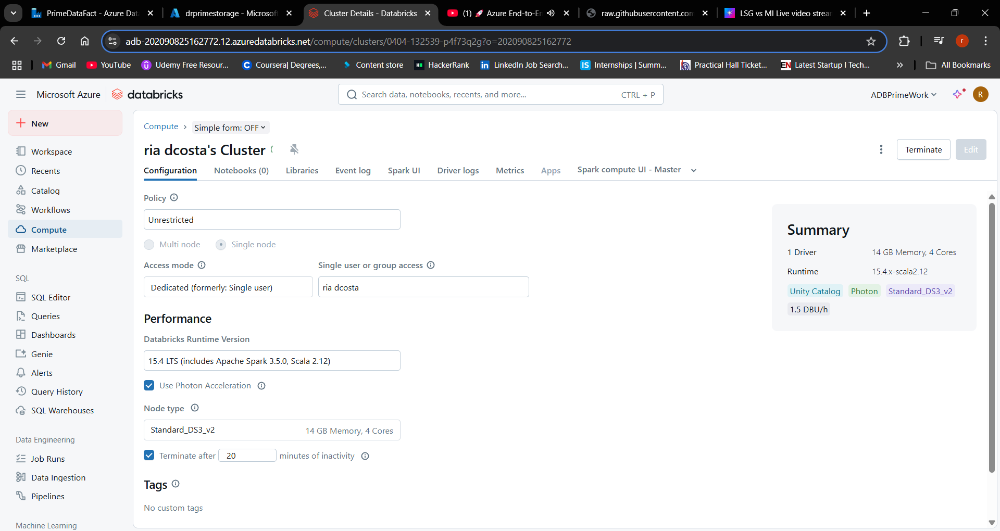 PrimeDataFact - Azure Dat
drprimestorage - Microsof
Cluster Details - Databricks
(1) 🚀 Azure End-to-En
raw.githubusercontent.com
LSG vs MI Live video strea
adb-202090825162772.12.azuredatabricks.net/compute/clusters/0404-132539-p4f73q2g?o=202090825162772
r
Gmail
YouTube
Udemy Free Resour...
Coursera| Degrees,...
Content store
HackerRank
LinkedIn Job Search...
Internships | Summ...
Practical Hall Ticket...
Latest Startup I Tech...
All Bookmarks
Microsoft Azure
databricks
Search data, notebooks, recents, and more...
CTRL + P
ADBPrimeWork
R
New
Workspace
Recents
Catalog
Workflows
Compute
Marketplace
SQL
SQL Editor
Queries
Dashboards
Genie
Alerts
Query History
SQL Warehouses
Data Engineering
Job Runs
Data Ingestion
Pipelines
Machine Learning
Compute
Simple form: OFF
ria dcosta's Cluster
Terminate
Edit
Configuration
Notebooks (0)
Libraries
Event log
Spark UI
Driver logs
Metrics
Apps
Spark compute UI - Master
Policy
Unrestricted
Multi node
Single node
Access mode
Single user or group access
Dedicated (formerly: Single user)
ria dcosta
Performance
Databricks Runtime Version
15.4 LTS (includes Apache Spark 3.5.0, Scala 2.12)
Use Photon Acceleration
Node type
Standard_DS3_v2
14 GB Memory, 4 Cores
Terminate after 20 minutes of inactivity
Tags
No custom tags
Summary
1 Driver
14 GB Memory, 4 Cores
Runtime
15.4.x-scala2.12
Unity Catalog
Photon
Standard_DS3_v2
1.5 DBU/h